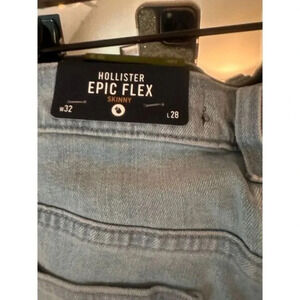 HOLLISTER
EPIC FLEX
SKINNY
W32 L28